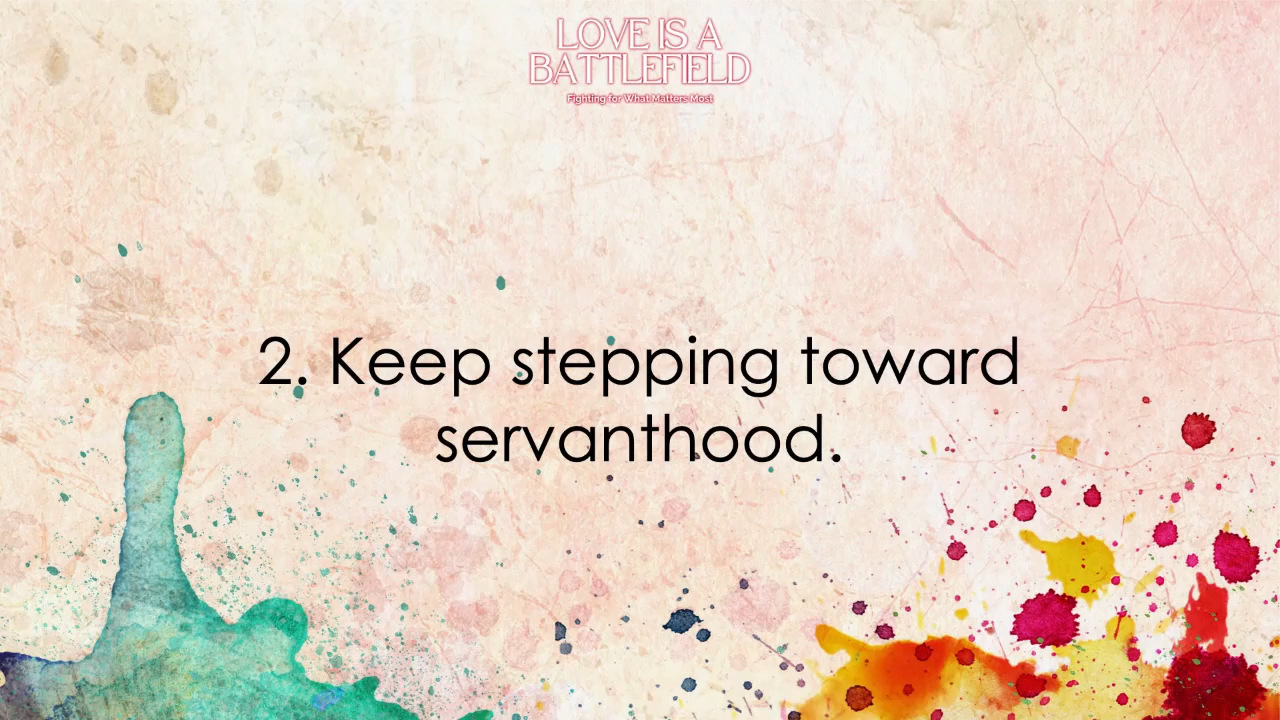 LOVE IS A
BATTLEFIELD
Fighting for What Matters Most
2. Keep stepping toward
servanthood.